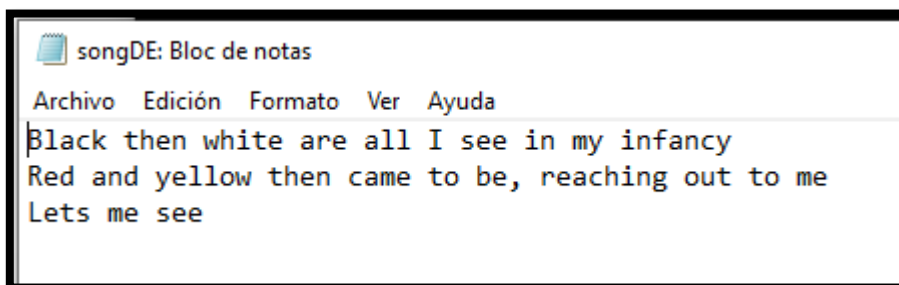 songDE: Bloc de notas
Archivo Edición Formato Ver Ayuda
Black then white are all I see in my infancy
Red and yellow then came to be, reaching out to me
Lets me see